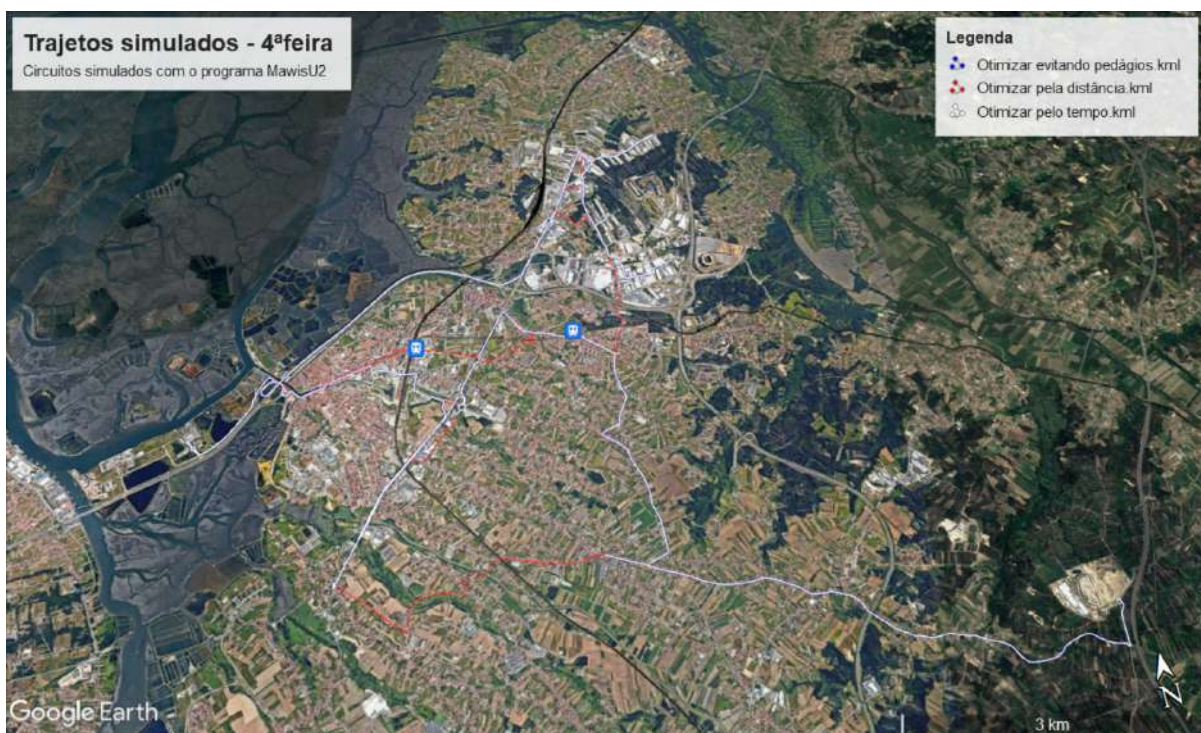 Trajetos simulados - 4ªfeira
Circuitos simulados com o programa MawisU2
Legenda
Otimizar evitando pedágios.kml
Otimizar pela distância.kml
Otimizar pelo tempo.kml
Google Earth
3 km
N